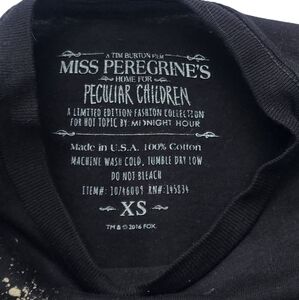 A TIM BURTON FILM
MISS PEREGRINE'S
HOME FOR
PECULIAR CHILDREN
A LIMITED EDITION FASHION COLLECTION
FOR HOT TOPIC BY: MIDNIGHT HOUR
Made in U.S.A. 100% Cotton
MACHINE WASH COLD, TUMBLE DRY LOW
DO NOT BLEACH
ITEM#: 10746009 RN#:145834
XS
TM & © 2016 FOX.